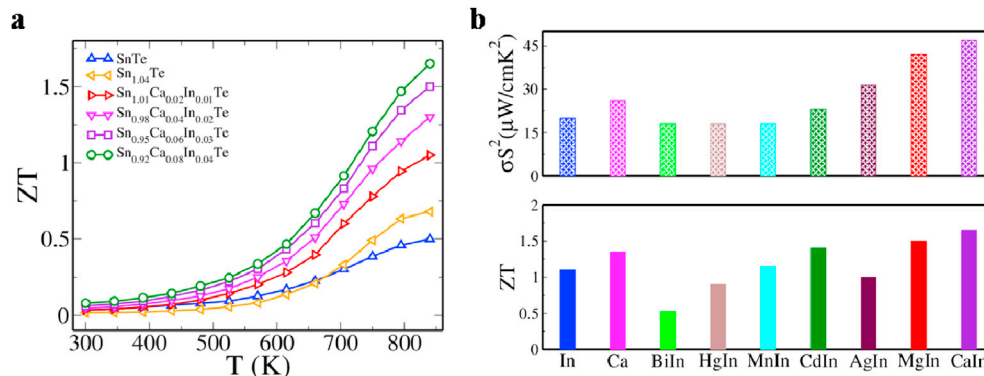 a
b
1.5
1
0.5
0
ZT
SnTe
Sn1.04Te
Sn1.01Ca0.02In0.01Te
Sn0.98Ca0.04In0.02Te
Sn0.95Ca0.06In0.03Te
Sn0.92Ca0.08In0.04Te
300 400 500 600 700 800
T (K)
45
30
15
0
σS²(μW/cmK²)
2
1.5
1
0.5
0
ZT
In Ca BiIn HgIn MnIn CdIn AgIn MgIn CaIn